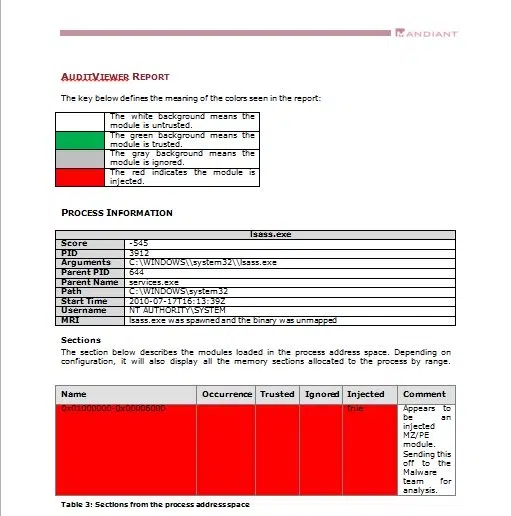 MANDIANT
AUDITVIEWER REPORT
The key below defines the meaning of the colors seen in the report:
The white background means the
module is untrusted.
The green background means the
module is trusted.
The gray background means the
module is ignored.
The red indicates the module is
injected.
PROCESS INFORMATION
lsass.exe
Score -545
PID 3912
Arguments C:\WINDOWS\\system32\\lsass.exe
Parent PID 644
Parent Name services.exe
Path C:\WINDOWS\system32
Start Time 2010-07-17T16:13:39Z
Username NT AUTHORITY\SYSTEM
MRI lsass.exe was spawned and the binary was unmapped
Sections
The section below describes the modules loaded in the process address space. Depending on
configuration, it will also display all the memory sections allocated to the process by range.
Name Occurrence Trusted Ignored Injected Comment
0x01000000-0x00006000 true Appears to
be an
injected
MZ/PE
module.
Sending this
off to the
Malware
team for
analysis.
Table 3: Sections from the process address space